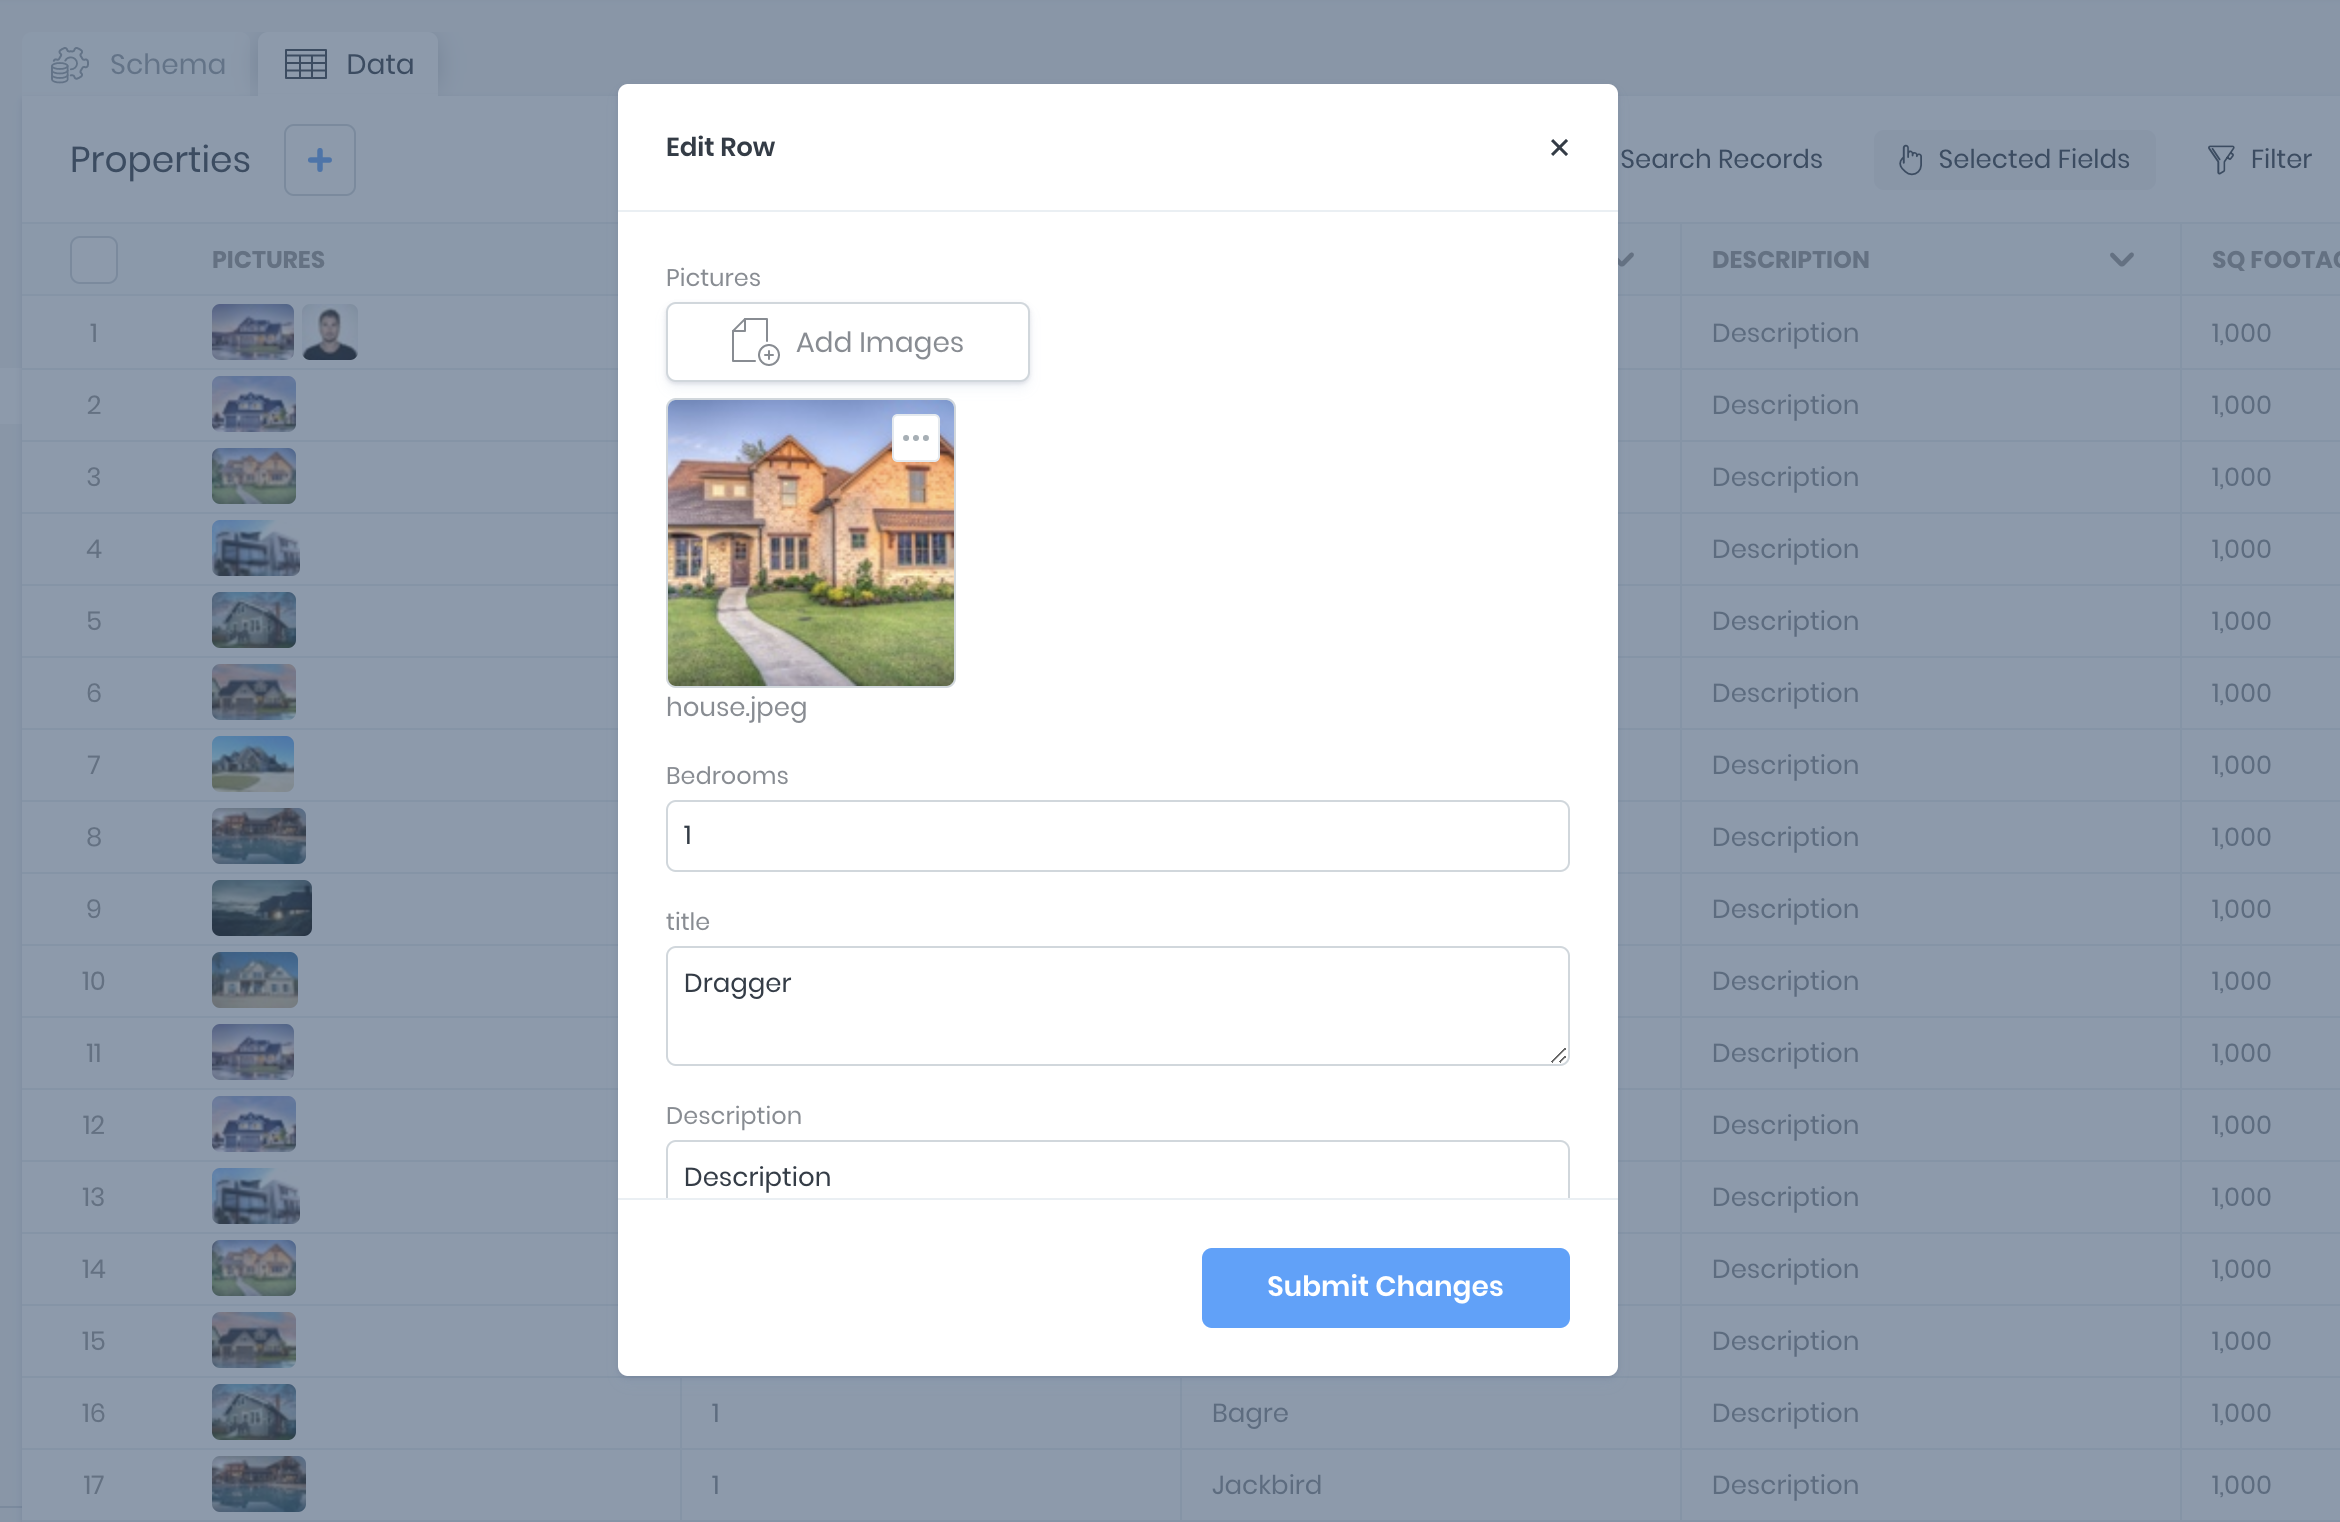 Schema
Data
Properties
Search Records
Selected Fields
Filter
PICTURES
DESCRIPTION
1
Description
1,000
2
Description
1,000
3
Description
1,000
4
Description
1,000
5
Description
1,000
6
Description
1,000
7
Description
1,000
8
Description
1,000
9
Description
1,000
10
Description
1,000
11
Description
1,000
12
Description
1,000
13
Description
1,000
14
Description
1,000
15
Description
1,000
16
1
Bagre
Description
1,000
17
1
Jackbird
Description
1,000
Edit Row
Pictures
Add Images
house.jpeg
Bedrooms
1
title
Dragger
Description
Description
Submit Changes